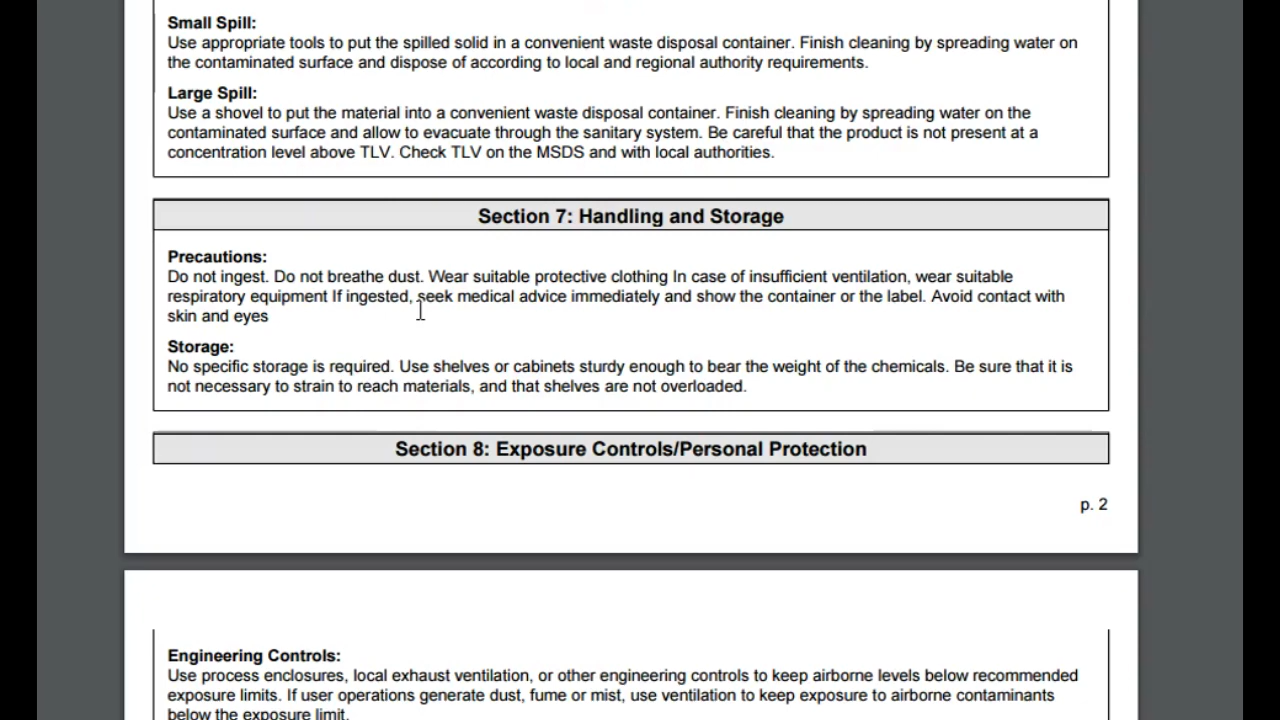 Small Spill:
Use appropriate tools to put the spilled solid in a convenient waste disposal container. Finish cleaning by spreading water on
the contaminated surface and dispose of according to local and regional authority requirements.
Large Spill:
Use a shovel to put the material into a convenient waste disposal container. Finish cleaning by spreading water on the
contaminated surface and allow to evacuate through the sanitary system. Be careful that the product is not present at a
concentration level above TLV. Check TLV on the MSDS and with local authorities.
Section 7: Handling and Storage
Precautions:
Do not ingest. Do not breathe dust. Wear suitable protective clothing In case of insufficient ventilation, wear suitable
respiratory equipment If ingested, seek medical advice immediately and show the container or the label. Avoid contact with
skin and eyes
Storage:
No specific storage is required. Use shelves or cabinets sturdy enough to bear the weight of the chemicals. Be sure that it is
not necessary to strain to reach materials, and that shelves are not overloaded.
Section 8: Exposure Controls/Personal Protection
p. 2
Engineering Controls:
Use process enclosures, local exhaust ventilation, or other engineering controls to keep airborne levels below recommended
exposure limits. If user operations generate dust, fume or mist, use ventilation to keep exposure to airborne contaminants
below the exposure limit.